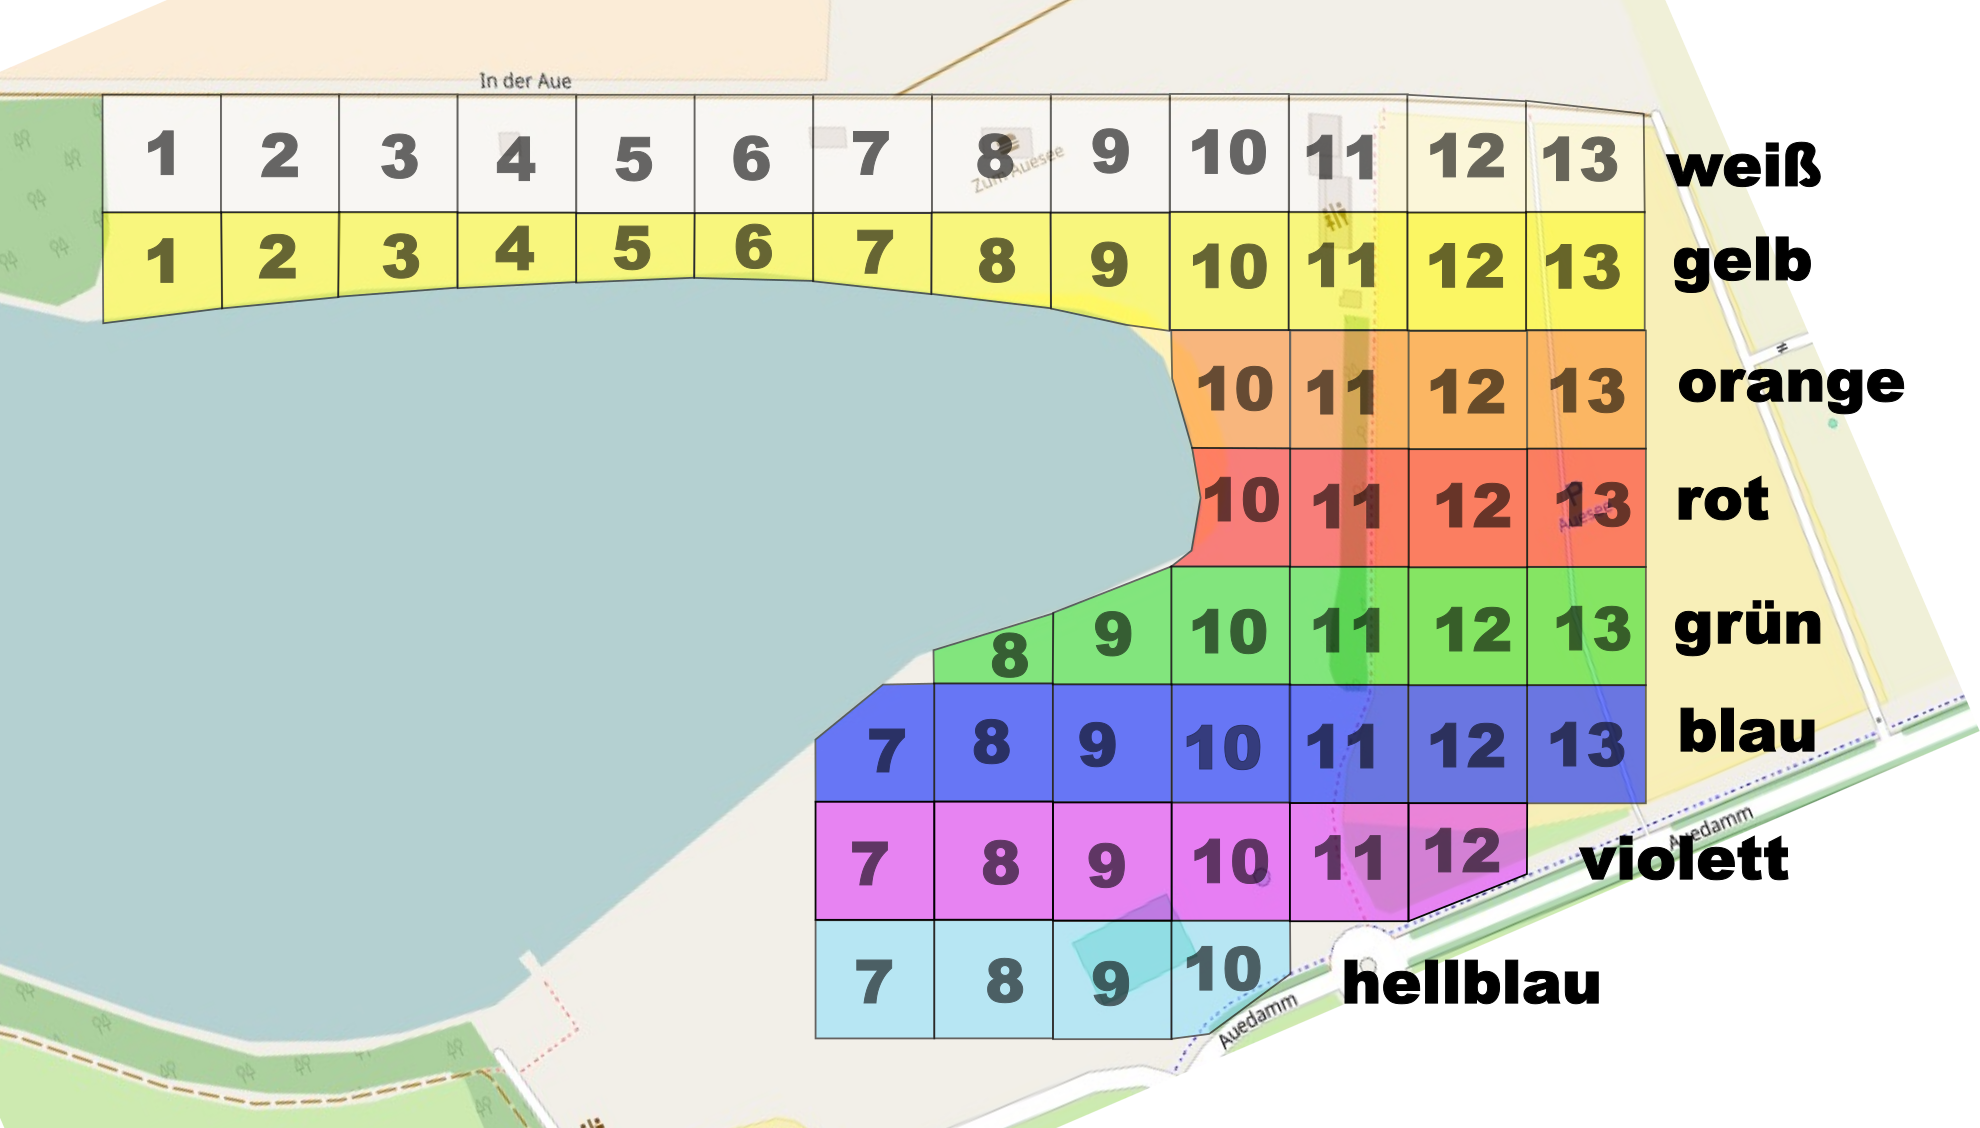 In der Aue
1 2 3 4 5 6 7 8 9 10 11 12 13 weiß
Zum Auesee
1 2 3 4 5 6 7 8 9 10 11 12 13 gelb
10 11 12 13 orange
10 11 12 13 rot
Auesee
8 9 10 11 12 13 grün
7 8 9 10 11 12 13 blau
Auedamm
7 8 9 10 11 12 violett
7 8 9 10 hellblau
Auedamm